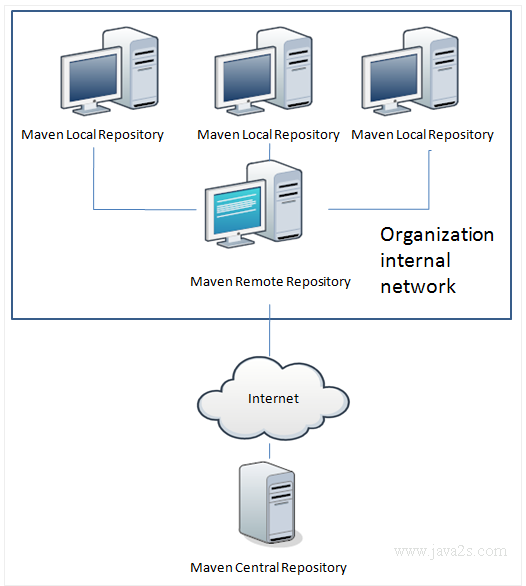 Maven Local Repository
Maven Local Repository
Maven Local Repository
Organization
internal
network
Maven Remote Repository
Internet
www.java2s.com
Maven Central Repository